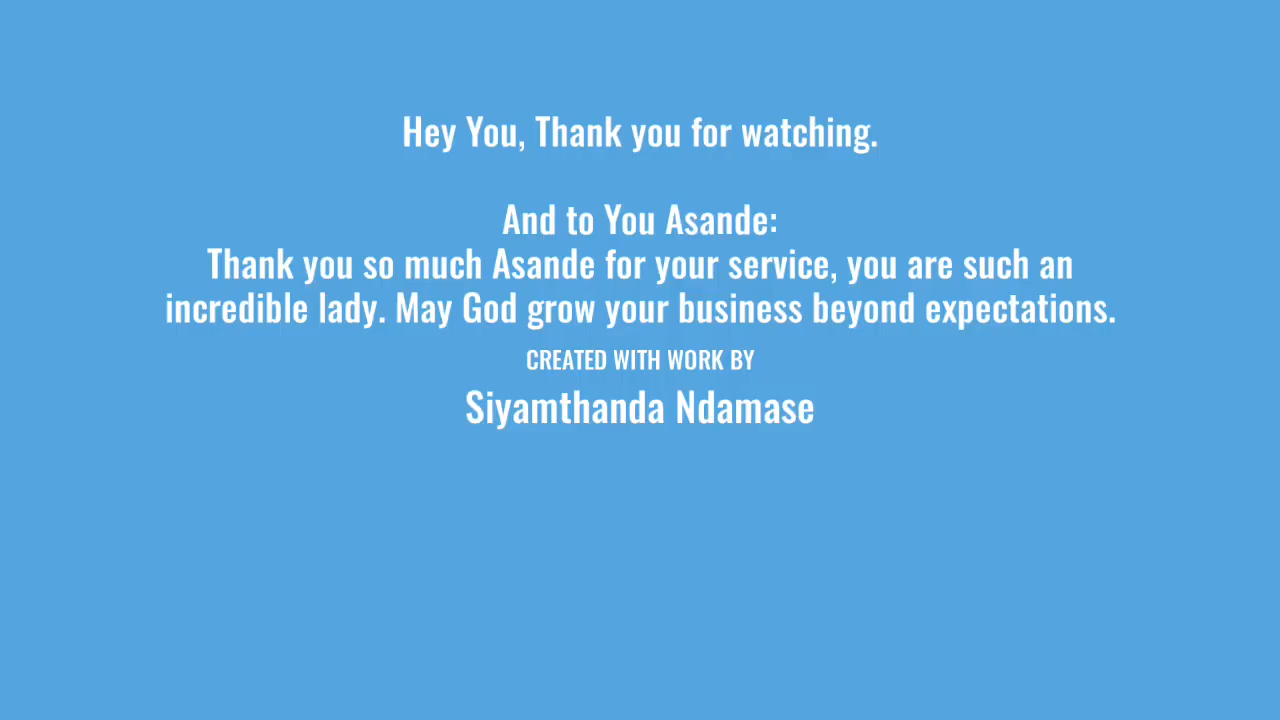 Hey You, Thank you for watching.
And to You Asande:
Thank you so much Asande for your service, you are such an
incredible lady. May God grow your business beyond expectations.
CREATED WITH WORK BY
Siyamthanda Ndamase